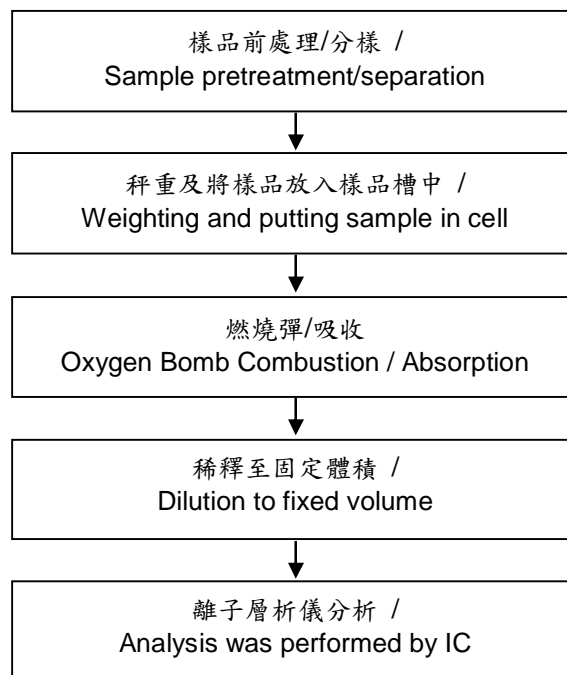 樣品前處理/分樣 /
Sample pretreatment/separation
秤重及將樣品放入樣品槽中 /
Weighting and putting sample in cell
燃燒彈/吸收
Oxygen Bomb Combustion / Absorption
稀釋至固定體積 /
Dilution to fixed volume
離子層析儀分析 /
Analysis was performed by IC